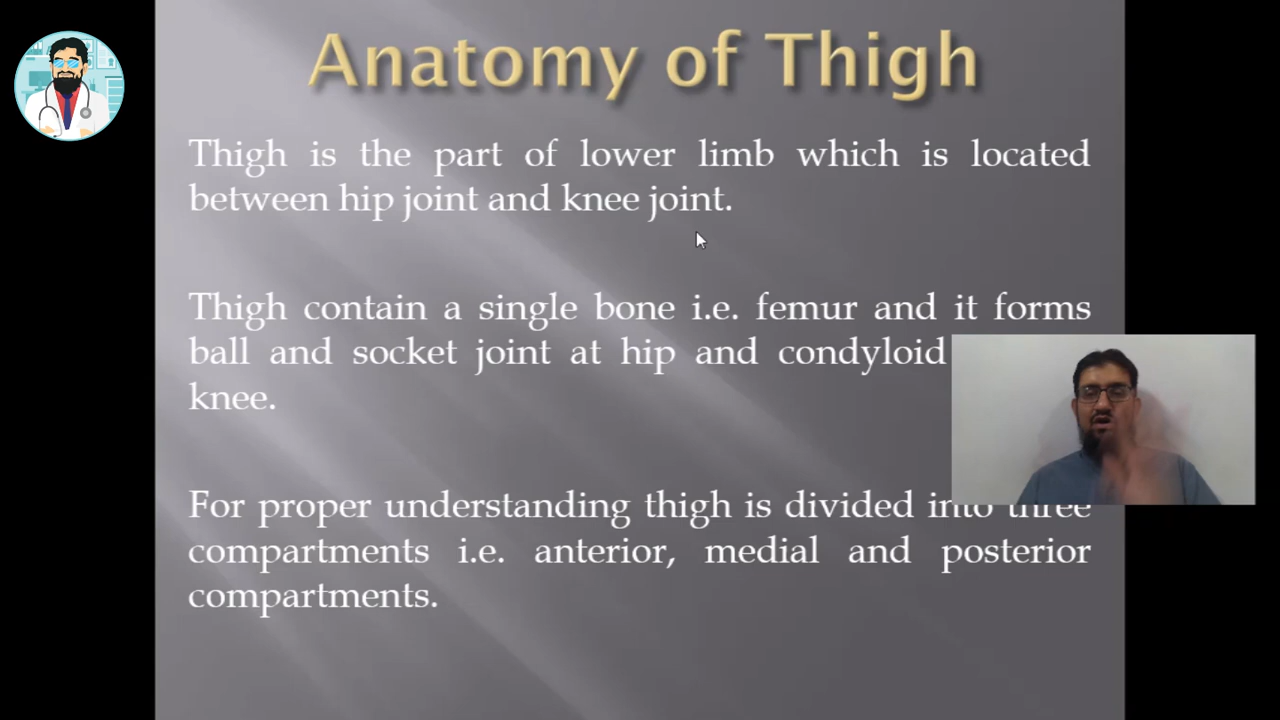 Anatomy of Thigh
Thigh is the part of lower limb which is located
between hip joint and knee joint.
Thigh contain a single bone i.e. femur and it forms
ball and socket joint at hip and condyloid
knee.
For proper understanding thigh is divided into three
compartments i.e. anterior, medial and posterior
compartments.